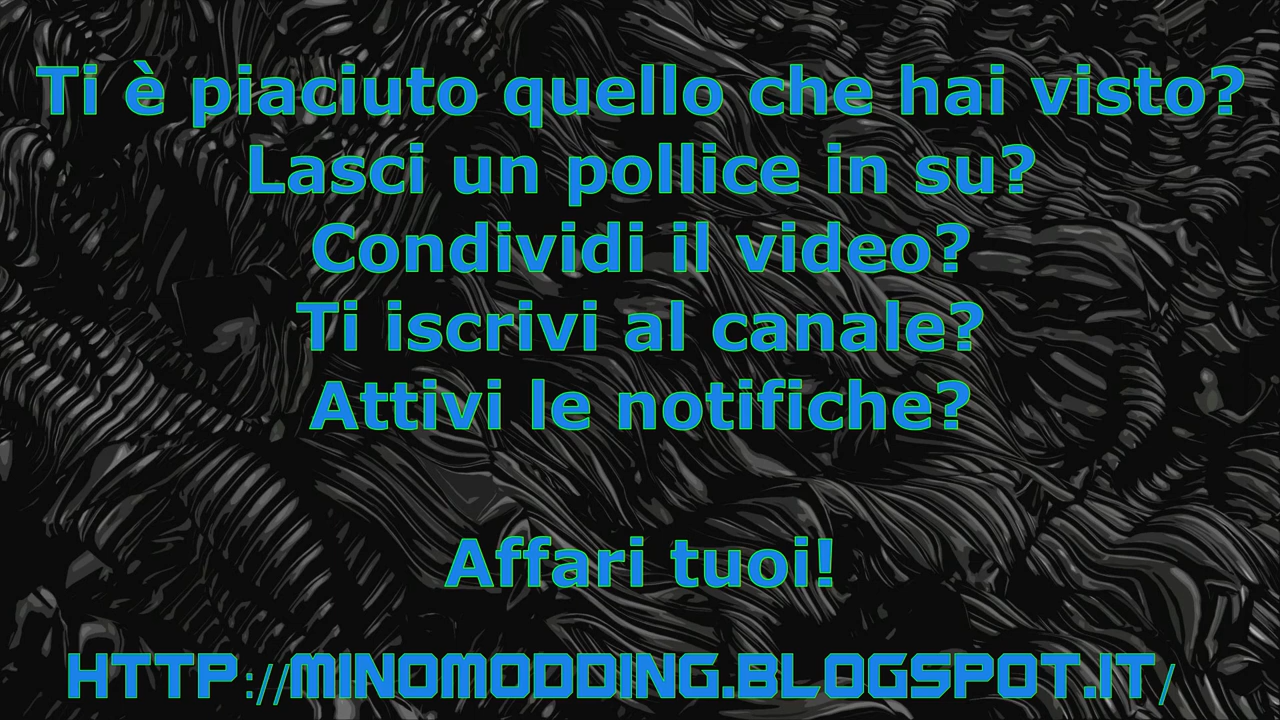 Ti è piaciuto quello che hai visto?
Lasci un pollice in su?
Condividi il video?
Ti iscrivi al canale?
Attivi le notifiche?
Affari tuoi!
HTTP://MINOMODDING.BLOGSPOT.IT/